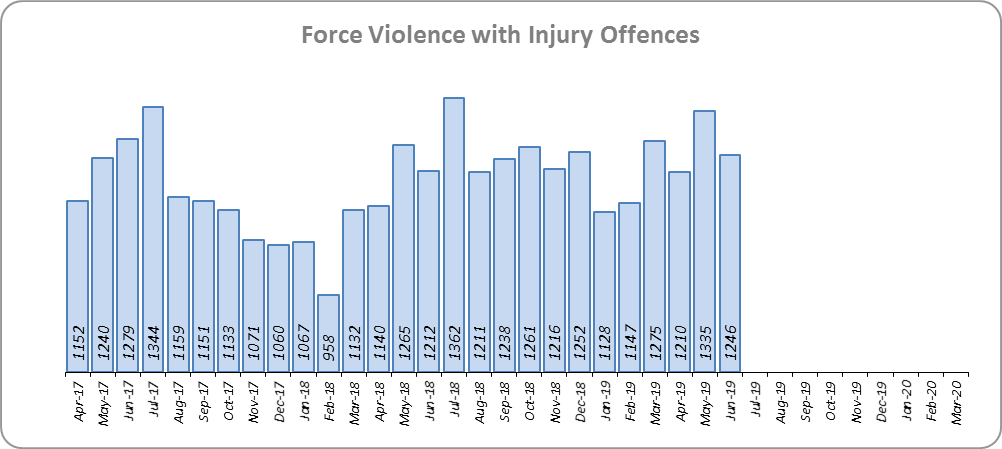 Force Violence with Injury Offences
1152 1240 1279 1344 1159 1151 1133 1071 1060 1067 958 1132 1140 1265 1212 1362 1211 1238 1261 1216 1252 1128 1147 1275 1210 1335 1246
Apr-17 May-17 Jun-17 Jul-17 Aug-17 Sep-17 Oct-17 Nov-17 Dec-17 Jan-18 Feb-18 Mar-18 Apr-18 May-18 Jun-18 Jul-18 Aug-18 Sep-18 Oct-18 Nov-18 Dec-18 Jan-19 Feb-19 Mar-19 Apr-19 May-19 Jun-19 Jul-19 Aug-19 Sep-19 Oct-19 Nov-19 Dec-19 Jan-20 Feb-20 Mar-20